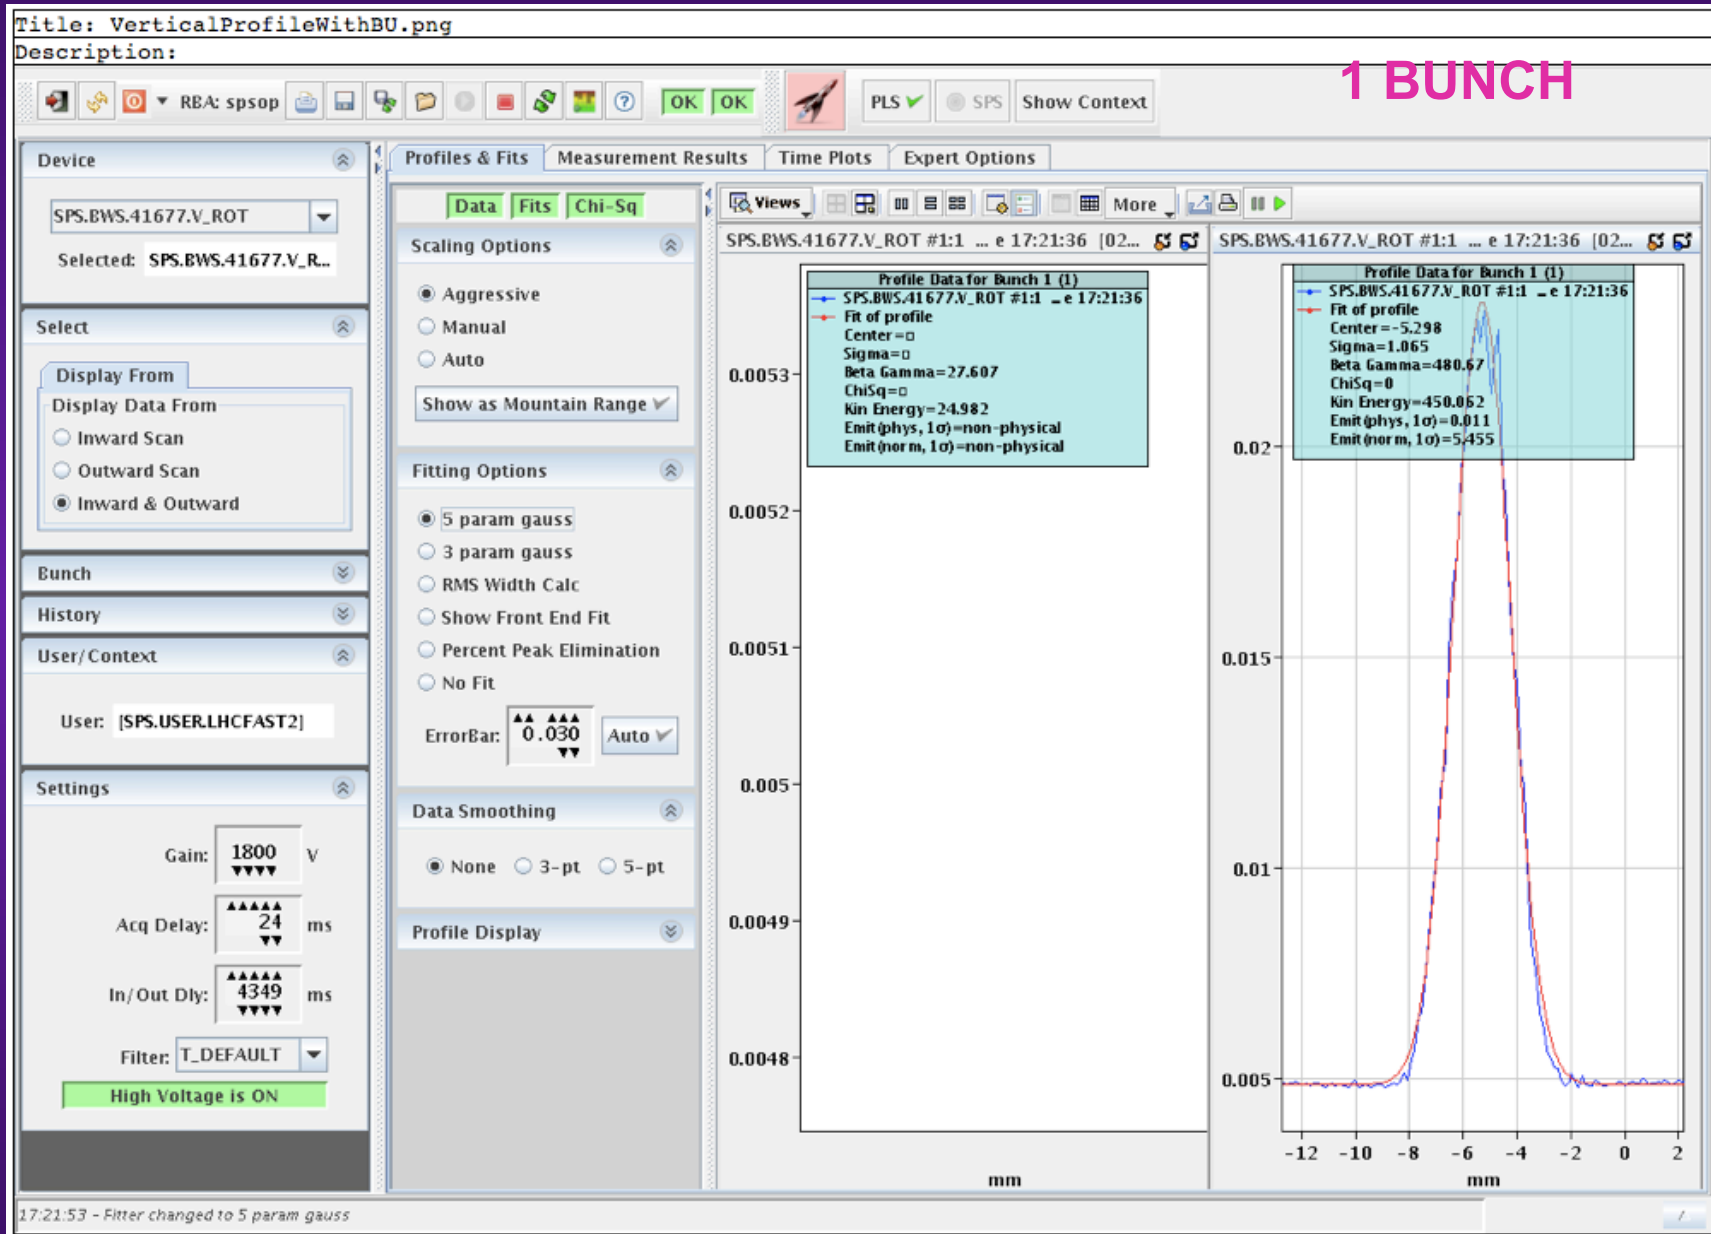 Title: VerticalProfileWithBU.png
Description:
1 BUNCH
RBA: spsop
OK OK
PLS SPS Show Context
Device
SPS.BWS.41677.V_ROT
Selected: SPS.BWS.41677.V_R...
Select
Display From
Display Data From
Inward Scan
Outward Scan
Inward & Outward
Bunch
History
User/Context
User: [SPS.USER.LHCFAST2]
Settings
Gain: 1800 V
Acq Delay: 24 ms
In/Out Dly: 4349 ms
Filter: T_DEFAULT
High Voltage is ON
Profiles & Fits Measurement Results Time Plots Expert Options
Data Fits Chi-Sq
Scaling Options
Aggressive
Manual
Auto
Show as Mountain Range
Fitting Options
5 param gauss
3 param gauss
RMS Width Calc
Show Front End Fit
Percent Peak Elimination
No Fit
ErrorBar: 0.030 Auto
Data Smoothing
None 3-pt 5-pt
Profile Display
Views More
SPS.BWS.41677.V_ROT #1:1 ... e 17:21:36 [02...
Profile Data for Bunch 1 (1)
SPS.BWS.41677.V_ROT #1:1 ... e 17:21:36
Fit of profile
Center=□
Sigma=□
Beta Gamma=27.607
ChiSq=□
Kin Energy=24.982
Emit(phys, 1σ)=non-physical
Emit(norm, 1σ)=non-physical
0.0053
0.0052
0.0051
0.005
0.0049
0.0048
mm
SPS.BWS.41677.V_ROT #1:1 ... e 17:21:36 [02...
Profile Data for Bunch 1 (1)
SPS.BWS.41677.V_ROT #1:1 ... e 17:21:36
Fit of profile
Center=-5.298
Sigma=1.065
Beta Gamma=480.67
ChiSq=0
Kin Energy=450.062
Emit(phys, 1σ)=0.011
Emit(norm, 1σ)=5.455
0.02
0.015
0.01
0.005
-12 -10 -8 -6 -4 -2 0 2
mm
17:21:53 - Fitter changed to 5 param gauss